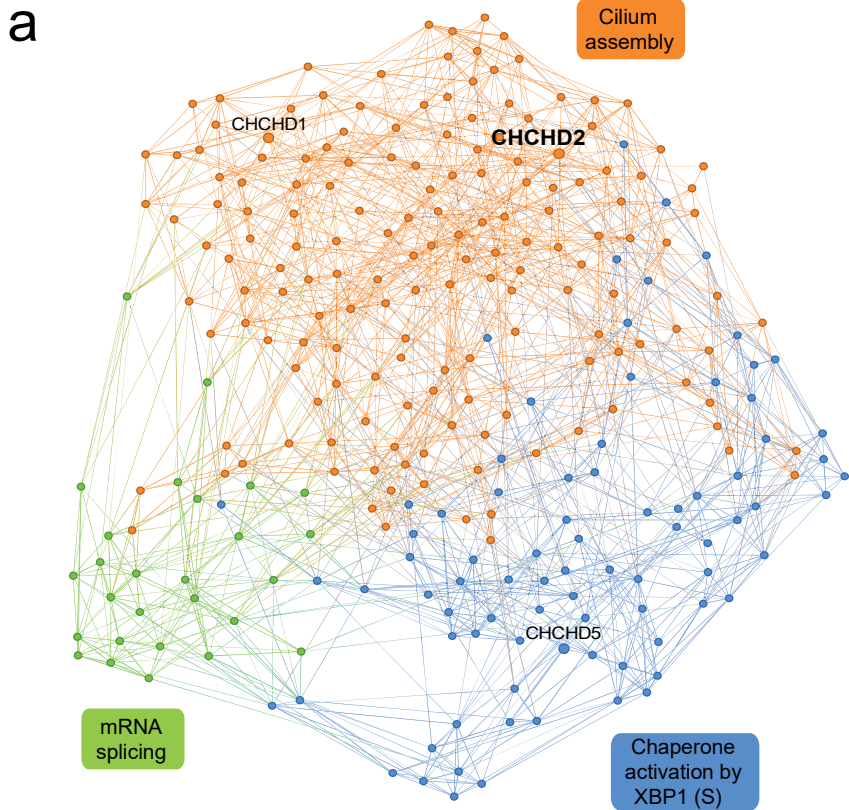 a
Cilium
assembly
CHCHD1
CHCHD2
CHCHD5
mRNA
splicing
Chaperone
activation by
XBP1 (S)